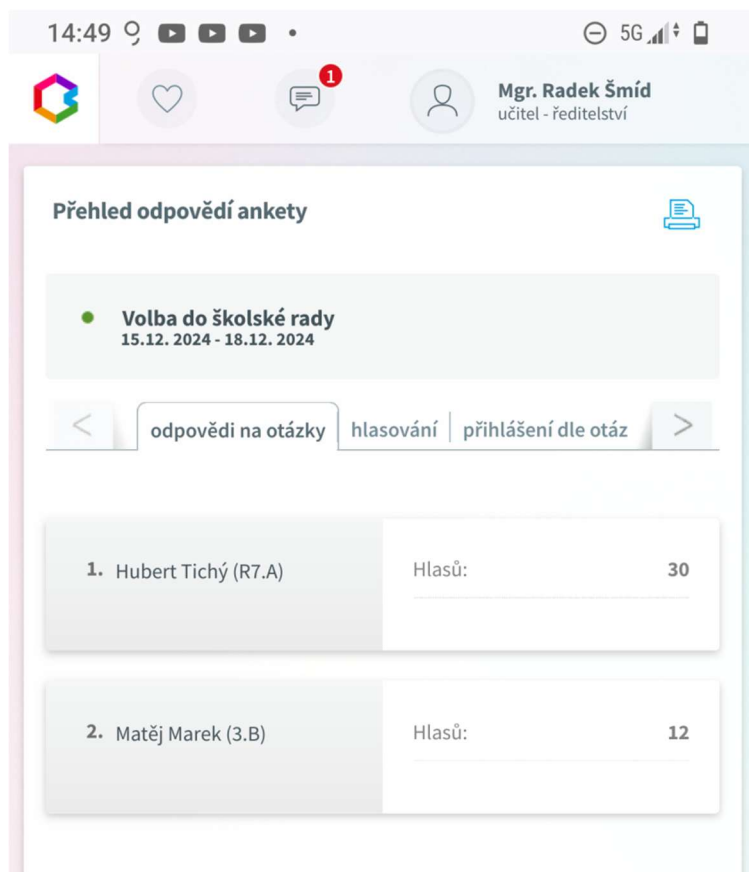 14:49 5G
1
Mgr. Radek Šmíd
učitel - ředitelství
Přehled odpovědí ankety
Volba do školské rady
15.12. 2024 - 18.12. 2024
< odpovědi na otázky hlasování přihlášení dle otáz >
1. Hubert Tichý (R7.A) Hlasů: 30
2. Matěj Marek (3.B) Hlasů: 12